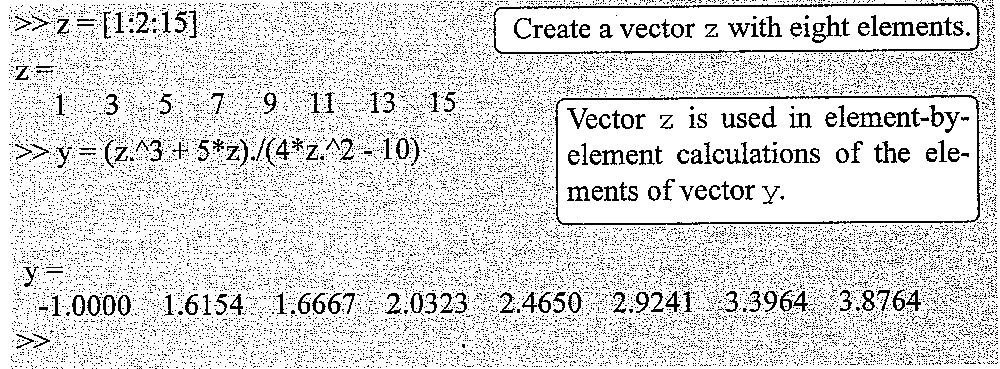 >> z = [1:2:15]
Create a vector z with eight elements.
z =
1 3 5 7 9 11 13 15
>> y = (z.^3 + 5*z)./(4*z.^2 - 10)
Vector z is used in element-by-
element calculations of the ele-
ments of vector y.
y =
-1.0000 1.6154 1.6667 2.0323 2.4650 2.9241 3.3964 3.8764
>>